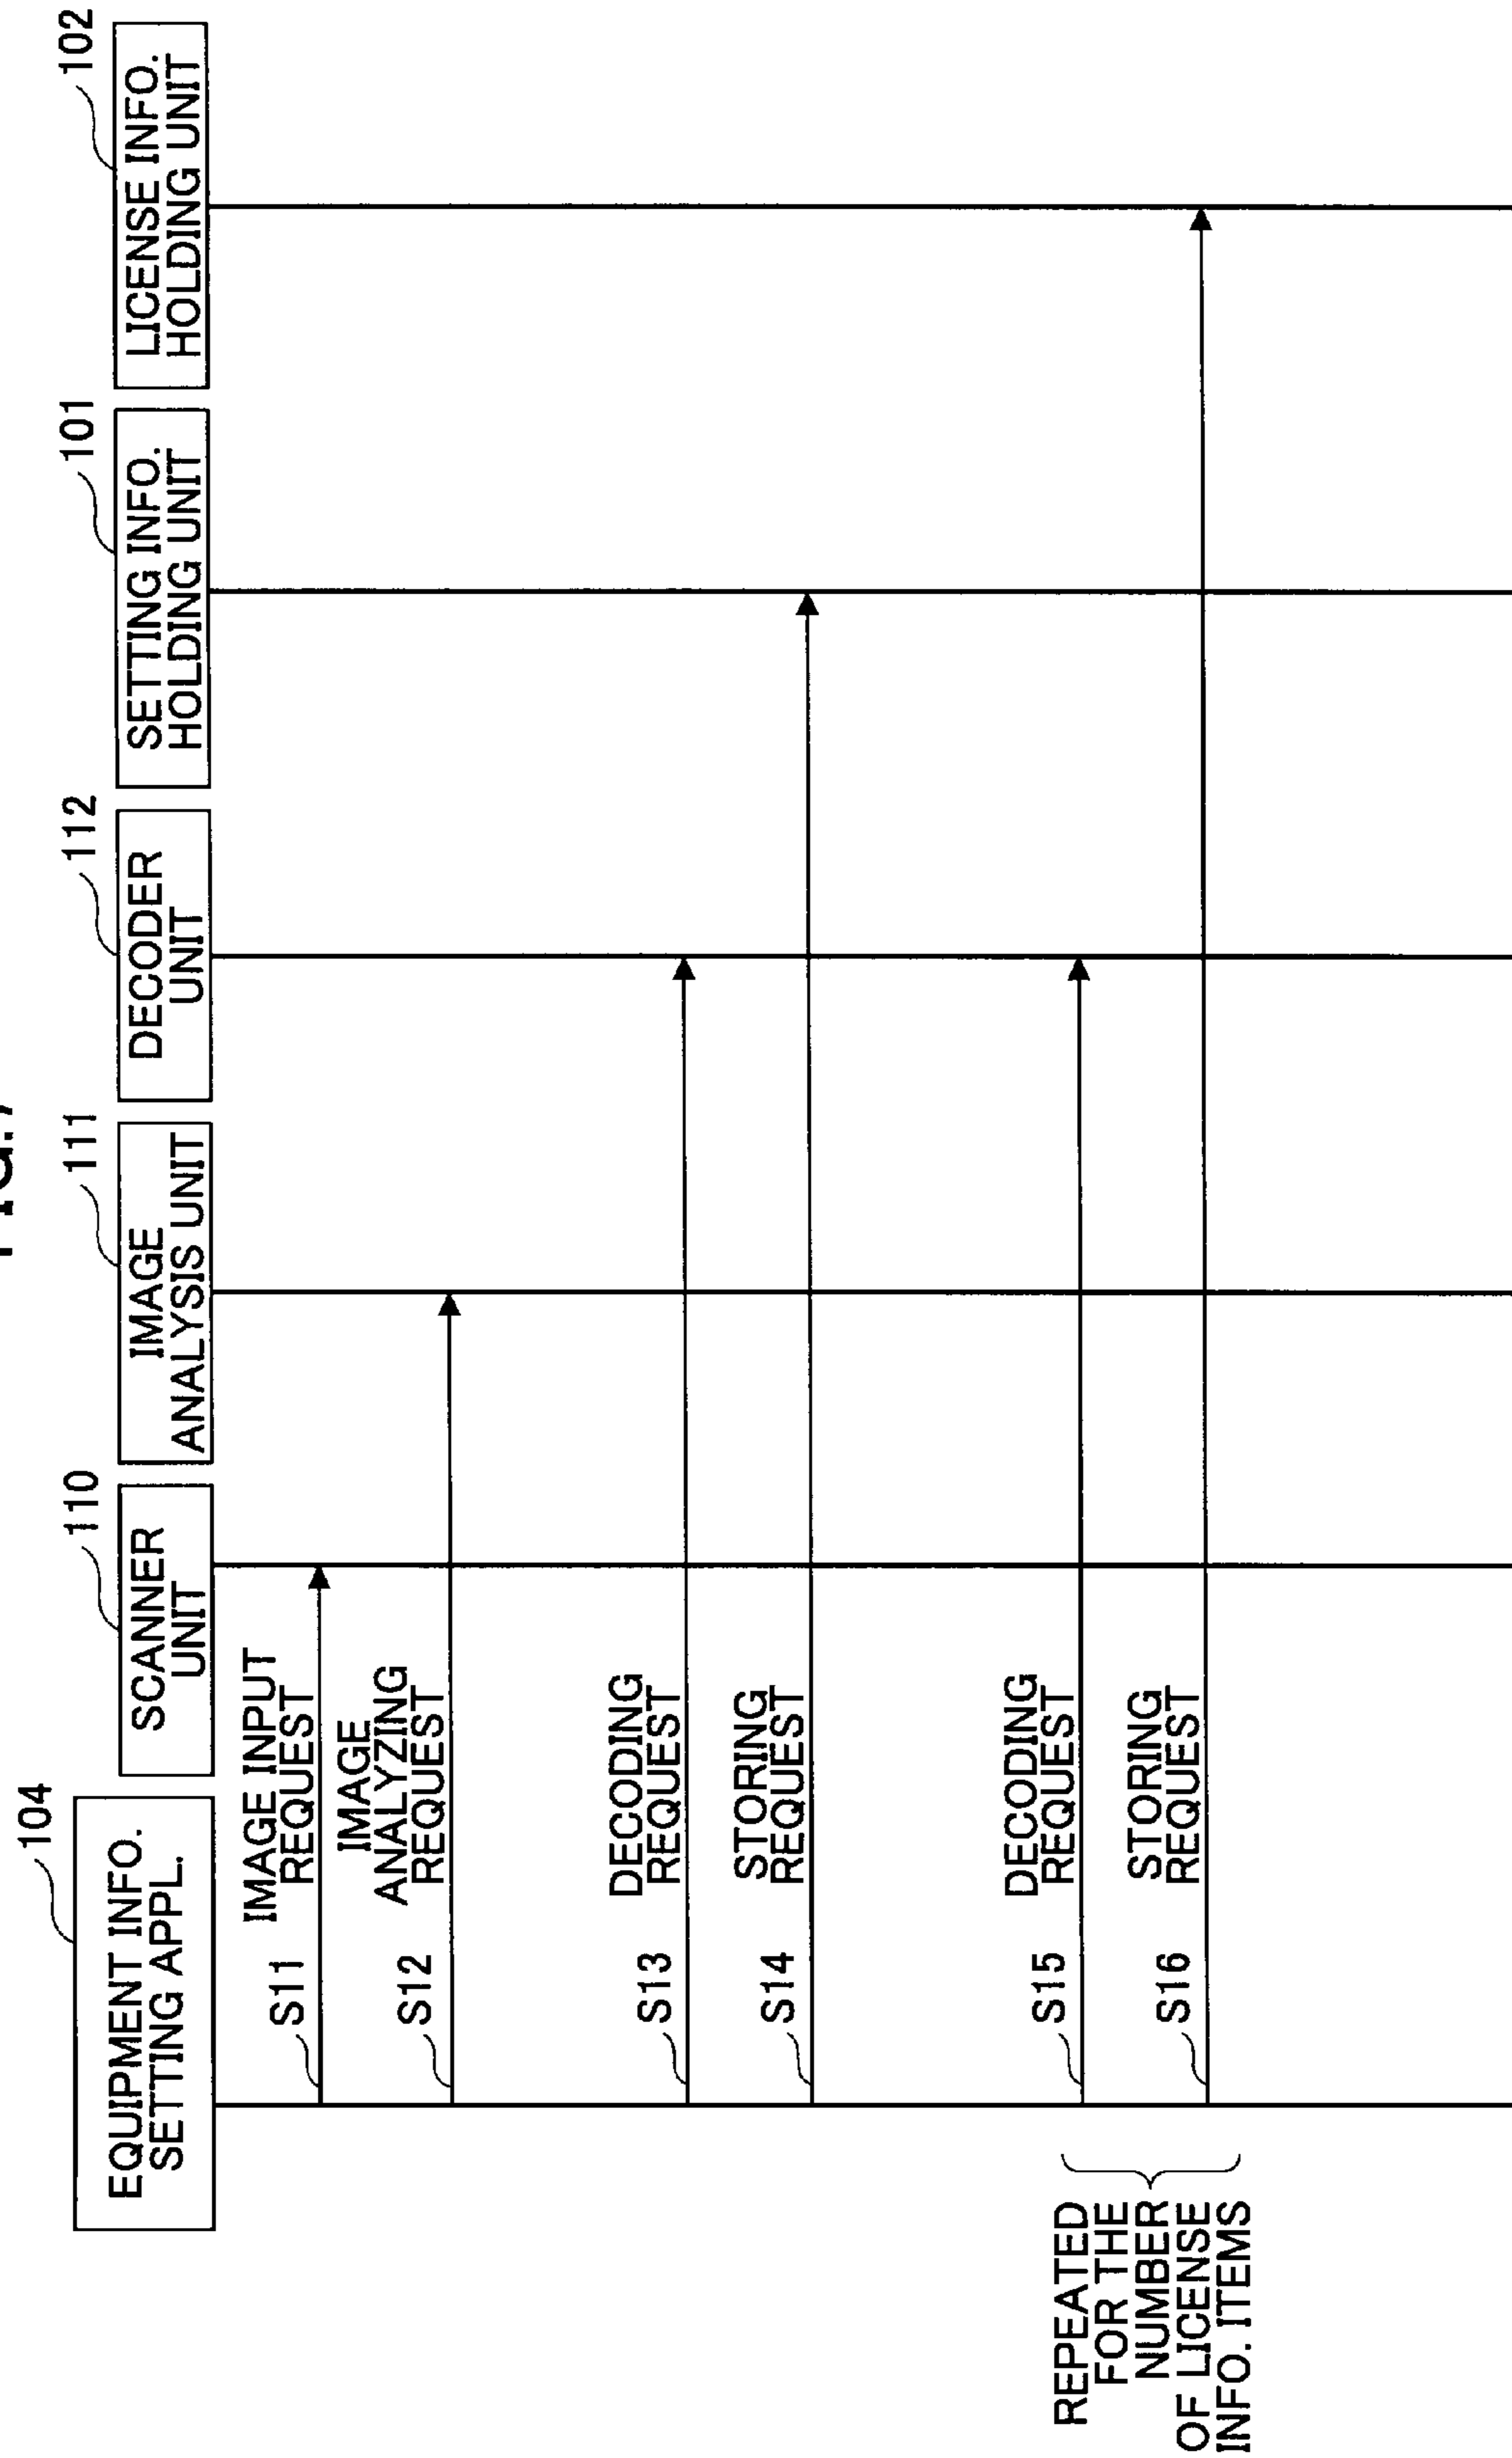 104
EQUIPMENT INFO.
SETTING APPL.
110
SCANNER
UNIT
111
IMAGE
ANALYSIS UNIT
112
DECODER
UNIT
101
SETTING INFO.
HOLDING UNIT
102
LICENSE INFO.
HOLDING UNIT
S11
IMAGE INPUT
REQUEST
S12
IMAGE
ANALYZING
REQUEST
S13
DECODING
REQUEST
S14
STORING
REQUEST
REPEATED
FOR THE
NUMBER
OF LICENSE
INFO. ITEMS
S15
DECODING
REQUEST
S16
STORING
REQUEST